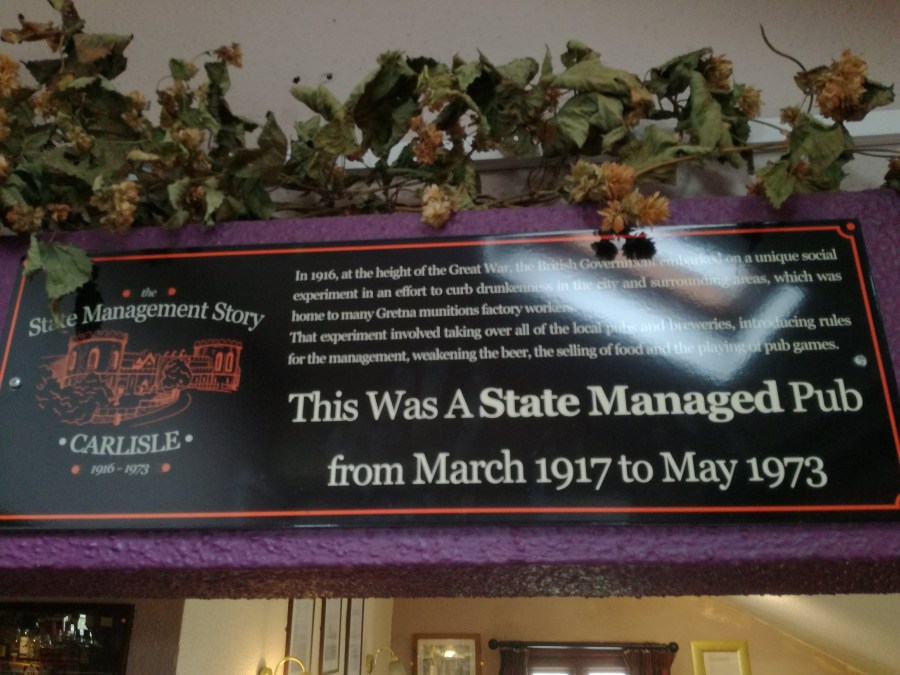 the
State Management Story
CARLISLE
1916 - 1973
In 1916, at the height of the Great War, the British Government embarked on a unique social
experiment in an effort to curb drunkenness in the city and surrounding areas, which was
home to many Gretna munitions factory workers.
That experiment involved taking over all of the local pubs and breweries, introducing rules
for the management, weakening the beer, the selling of food and the playing of pub games.
This Was A State Managed Pub
from March 1917 to May 1973